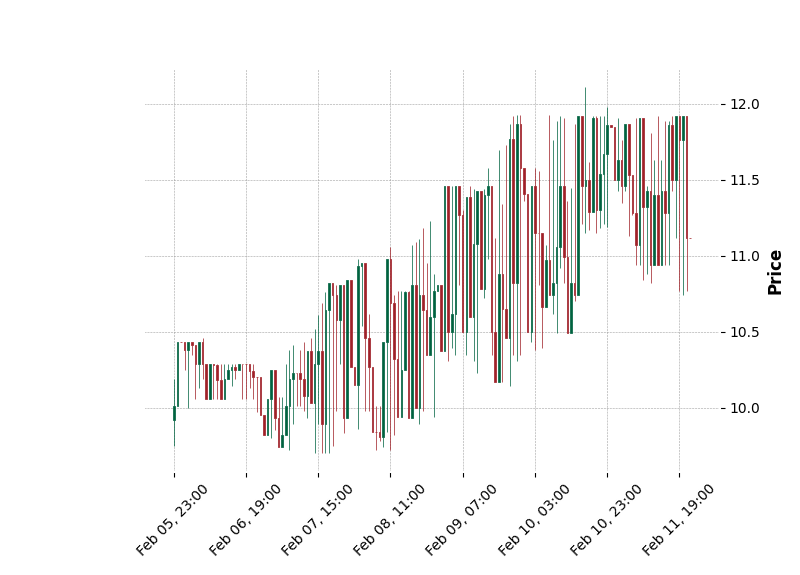 12.0
11.5
11.0
10.5
10.0
Price
Feb 05, 23:00
Feb 06, 19:00
Feb 07, 15:00
Feb 08, 11:00
Feb 09, 07:00
Feb 10, 03:00
Feb 10, 23:00
Feb 11, 19:00